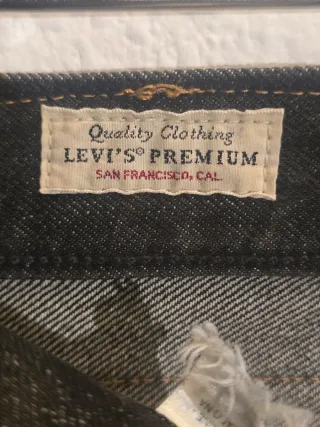 Quality Clothing
LEVI'S® PREMIUM
SAN FRANCISCO, CAL.